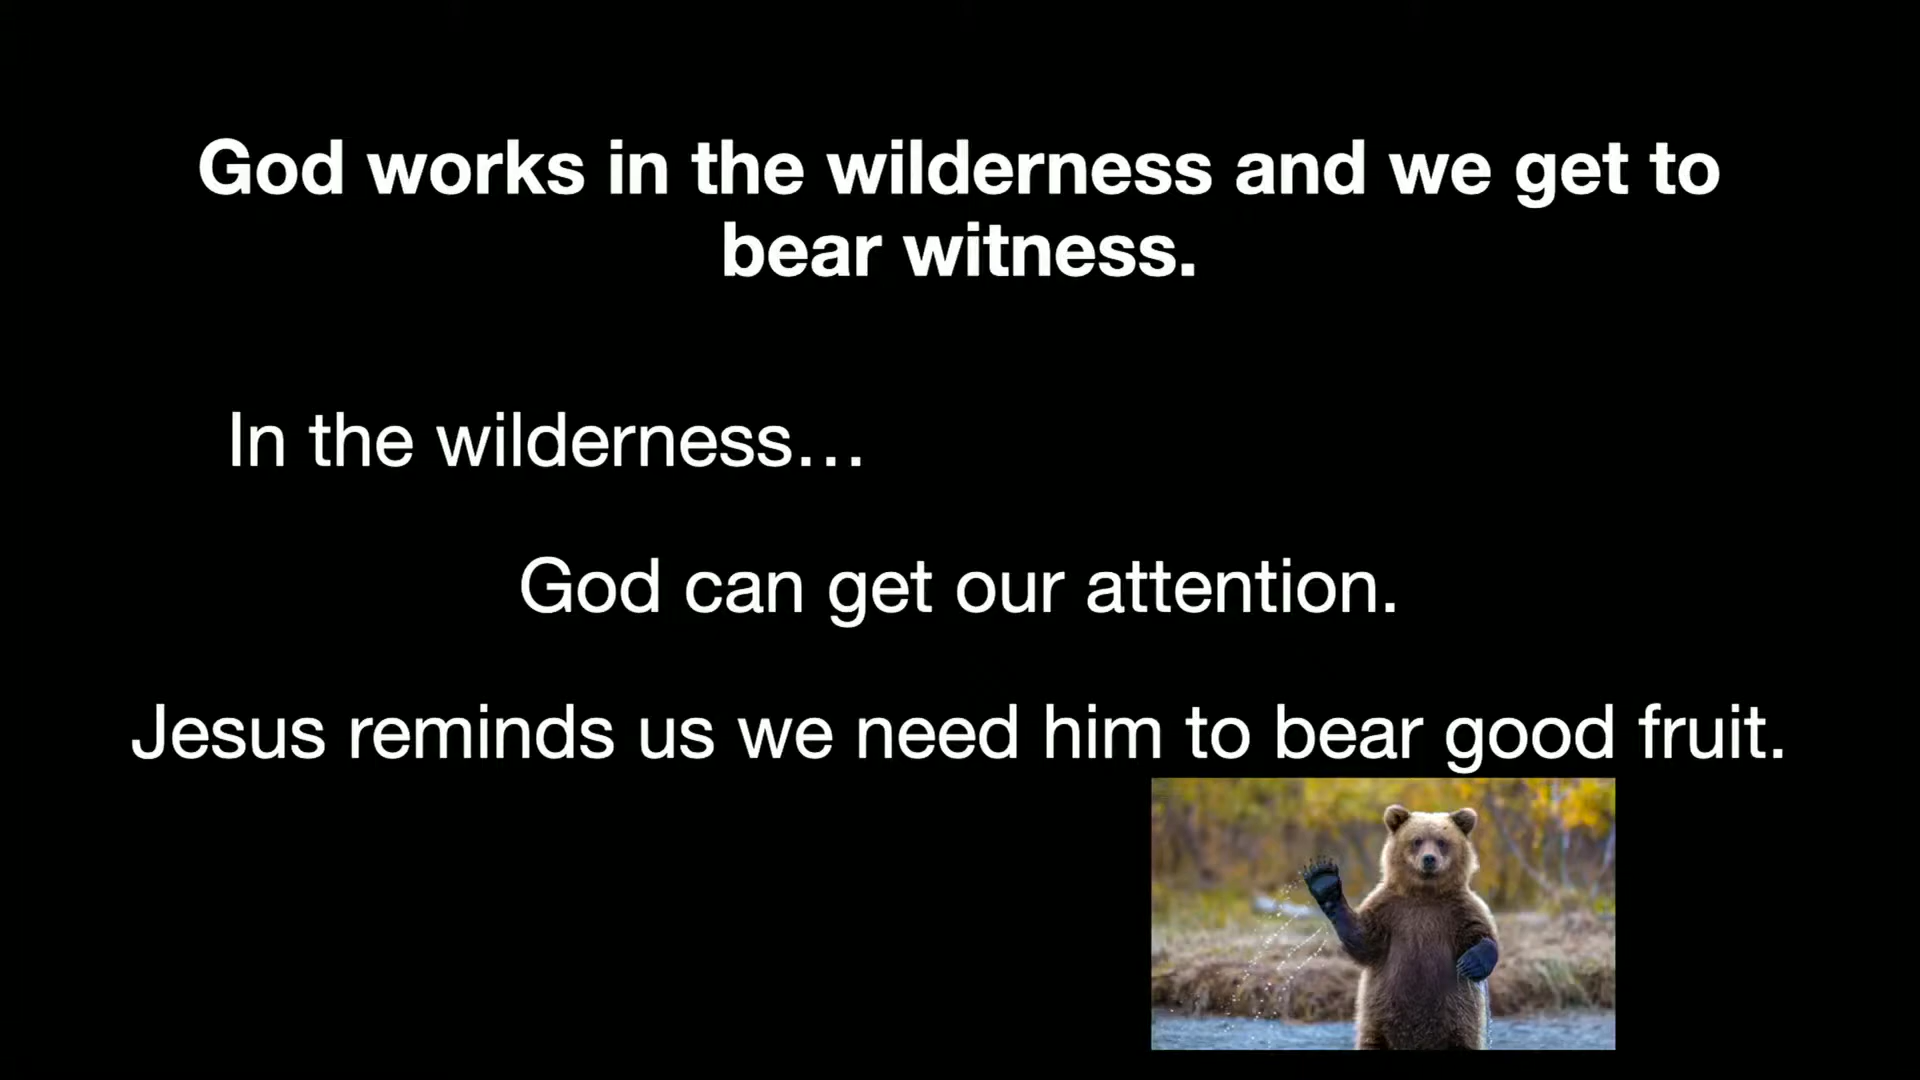 God works in the wilderness and we get to
bear witness.
In the wilderness…
God can get our attention.
Jesus reminds us we need him to bear good fruit.